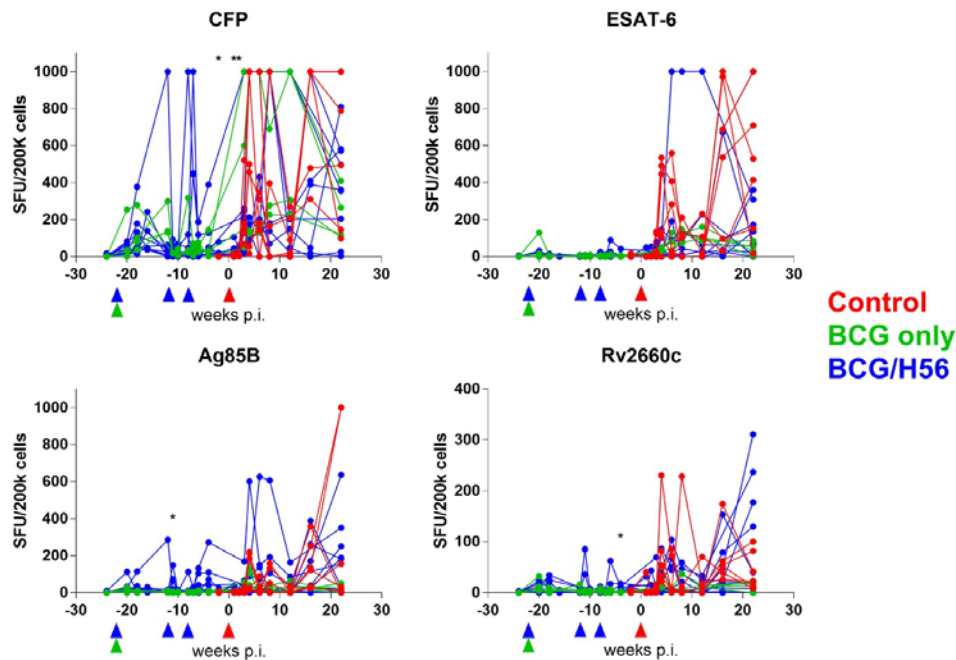 CFP
ESAT-6
* **
SFU/200K cells
1000
800
600
400
200
0
-30 -20 -10 0 10 20 30
weeks p.i.
SFU/200k cells
1000
800
600
400
200
0
-30 -20 -10 0 10 20 30
weeks p.i.
Control
BCG only
BCG/H56
Ag85B
Rv2660c
SFU/200k cells
1000
800
600
400
200
0
*
-30 -20 -10 0 10 20 30
weeks p.i.
SFU/200k cells
400
300
200
100
0
*
-30 -20 -10 0 10 20 30
weeks p.i.